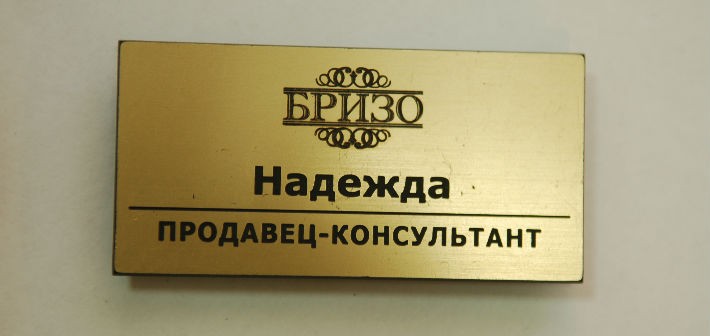 БРИЗО
Надежда
ПРОДАВЕЦ-КОНСУЛЬТАНТ